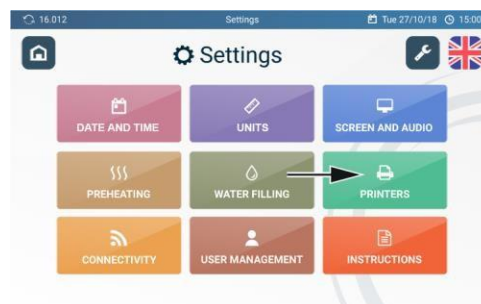 16.012 Settings Tue 27/10/18 15:00
Settings
DATE AND TIME UNITS SCREEN AND AUDIO
PREHEATING WATER FILLING PRINTERS
CONNECTIVITY USER MANAGEMENT INSTRUCTIONS